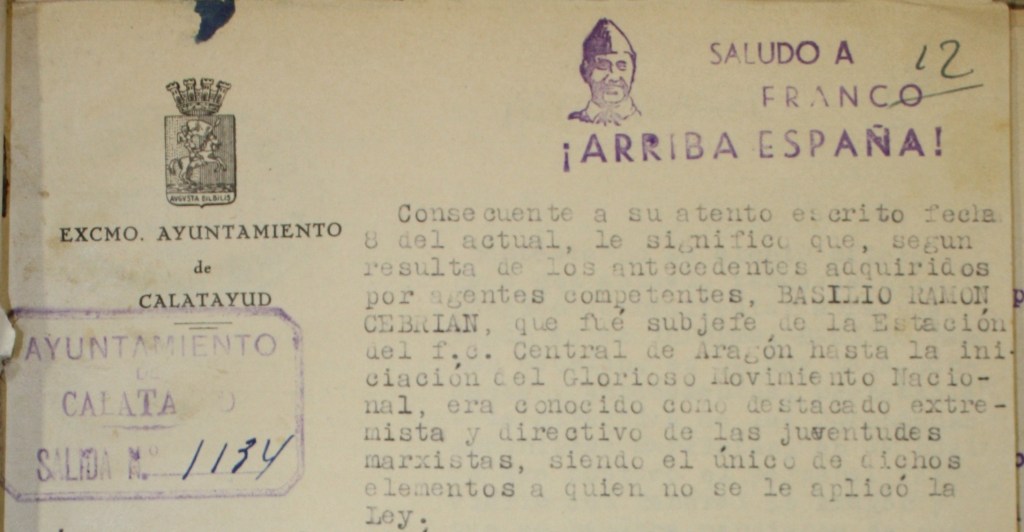 SALUDO A
FRANCO
¡ARRIBA ESPAÑA!
12
AVGVSTA BILBILIS
EXCMO. AYUNTAMIENTO
de
CALATAYUD
AYUNTAMIENTO
DE
CALATA
SALIDA N.º 1134
Consecuente a su atento escrito fecha
8 del actual, le significo que, segun
resulta de los antecedentes adquiridos
por agentes competentes, BASILIO RAMON
CEBRIAN, que fué subjefe de la Estación
del f.c. Central de Aragón hasta la ini-
ciación del Glorioso Movimiento Nacio-
nal, era conocido como destacado extre-
mista y directivo de las juventudes
marxistas, siendo el único de dichos
elementos a quien no se le aplicó la
Ley.